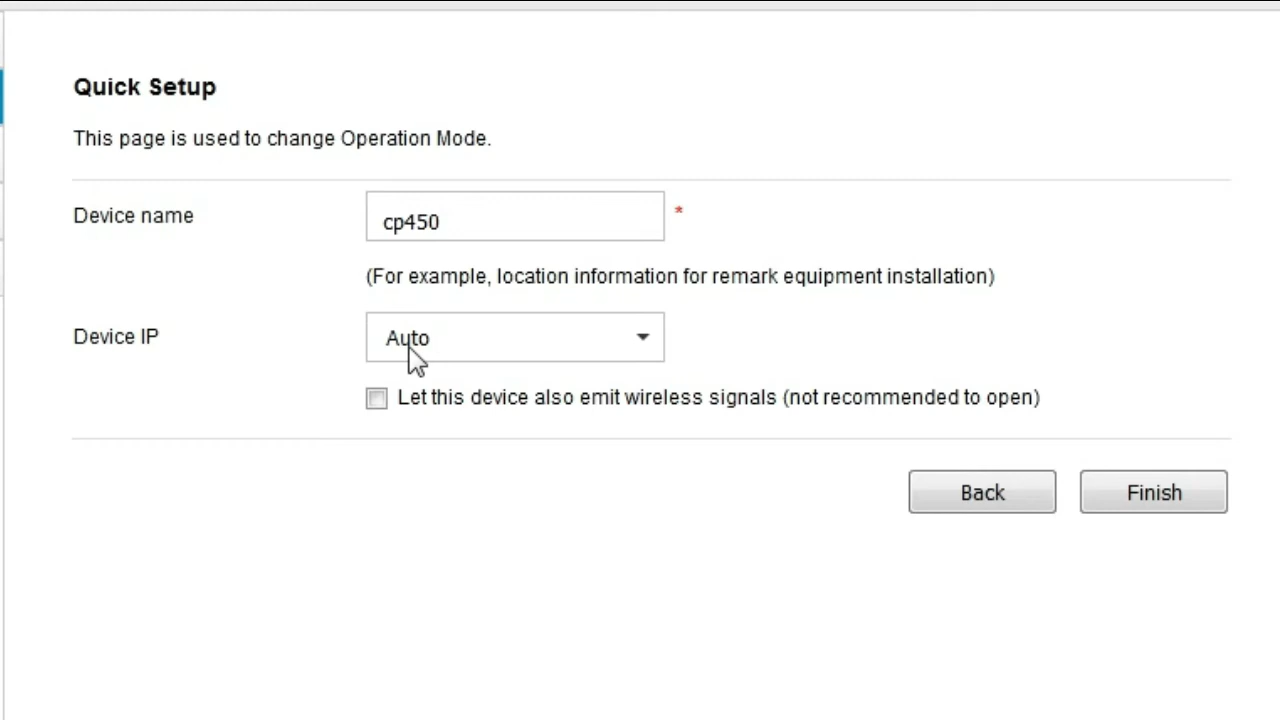 Quick Setup
This page is used to change Operation Mode.
Device name
cp450
*
(For example, location information for remark equipment installation)
Device IP
Auto
Let this device also emit wireless signals (not recommended to open)
Back
Finish